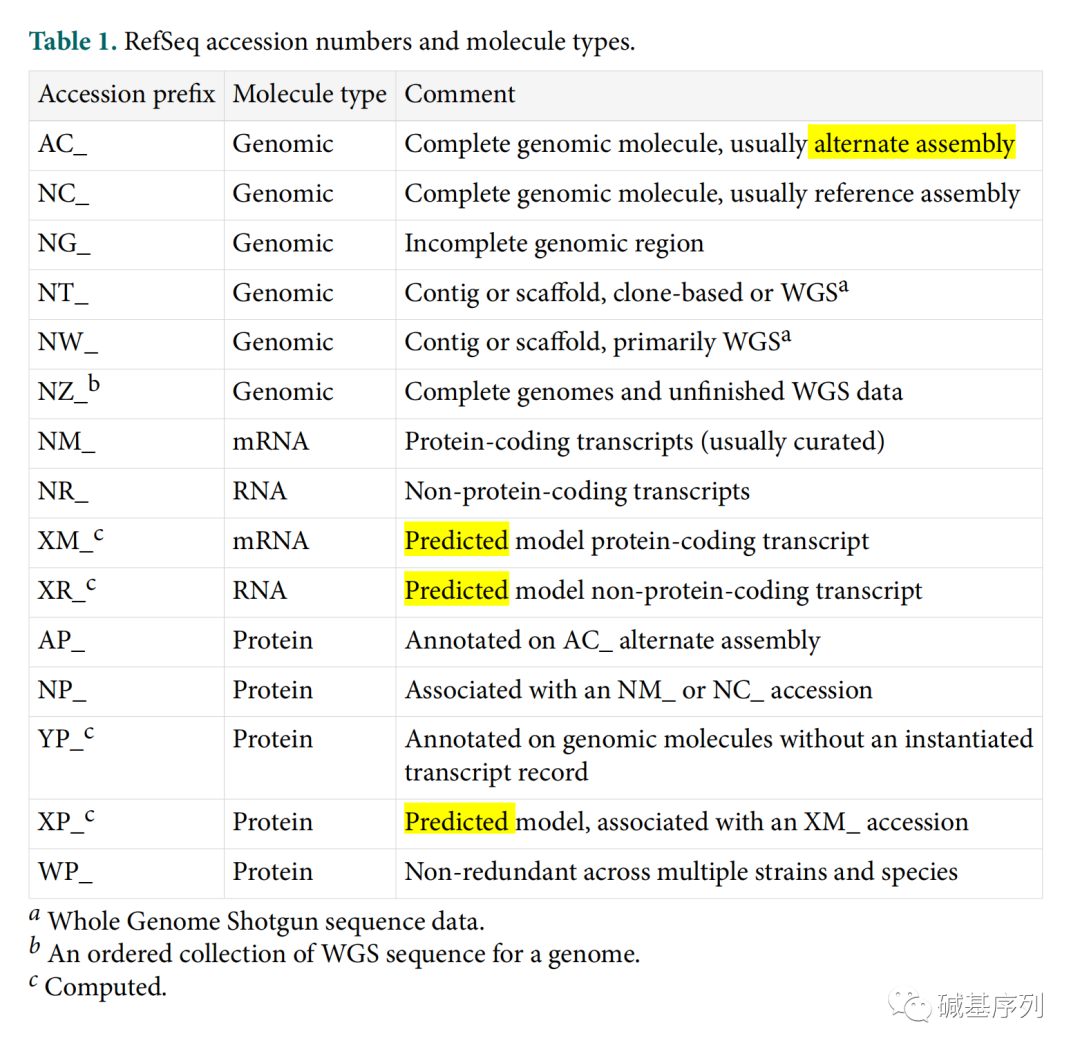 Table 1. RefSeq accession numbers and molecule types.
Accession prefix Molecule type Comment
AC_ Genomic Complete genomic molecule, usually alternate assembly
NC_ Genomic Complete genomic molecule, usually reference assembly
NG_ Genomic Incomplete genomic region
NT_ Genomic Contig or scaffold, clone-based or WGSa
NW_ Genomic Contig or scaffold, primarily WGSa
NZ_b Genomic Complete genomes and unfinished WGS data
NM_ mRNA Protein-coding transcripts (usually curated)
NR_ RNA Non-protein-coding transcripts
XM_c mRNA Predicted model protein-coding transcript
XR_c RNA Predicted model non-protein-coding transcript
AP_ Protein Annotated on AC_ alternate assembly
NP_ Protein Associated with an NM_ or NC_ accession
YP_c Protein Annotated on genomic molecules without an instantiated
transcript record
XP_c Protein Predicted model, associated with an XM_ accession
WP_ Protein Non-redundant across multiple strains and species
a Whole Genome Shotgun sequence data.
b An ordered collection of WGS sequence for a genome.
c Computed.
碱基序列